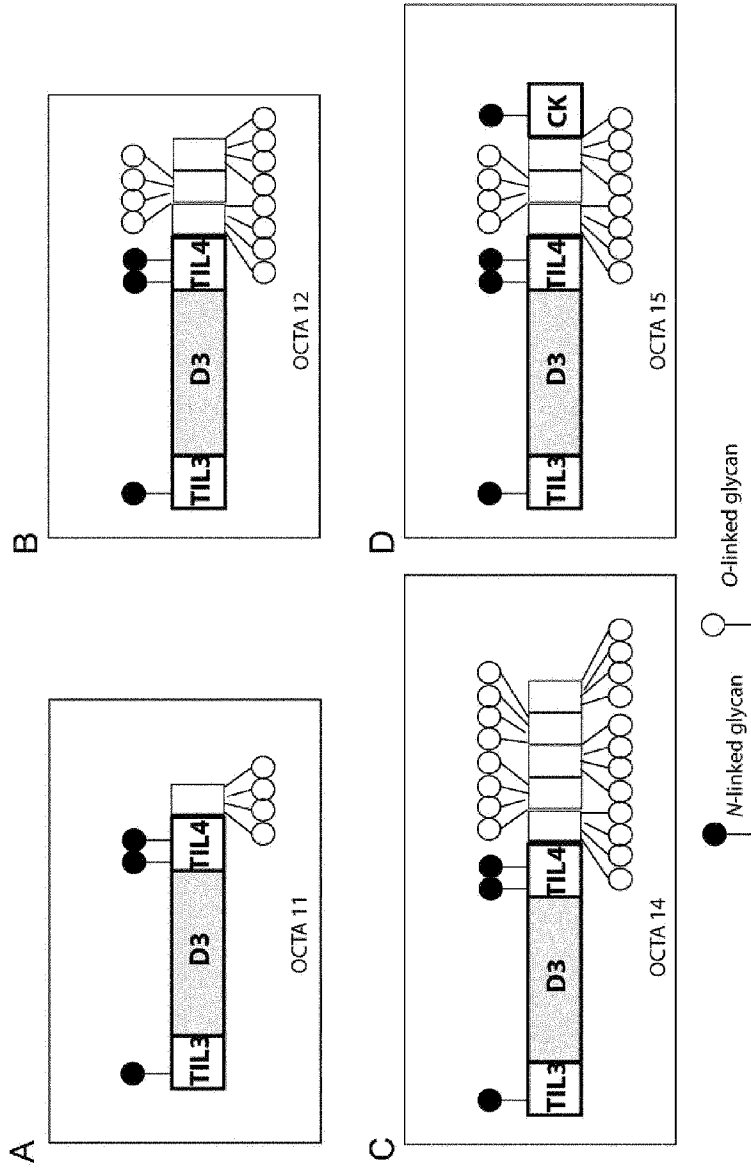 A
TIL3
D3
TIL4
OCTA 11
B
TIL3
D3
TIL4
OCTA 12
C
TIL3
D3
TIL4
OCTA 14
D
TIL3
D3
TIL4
CK
OCTA 15
N-linked glycan
O-linked glycan